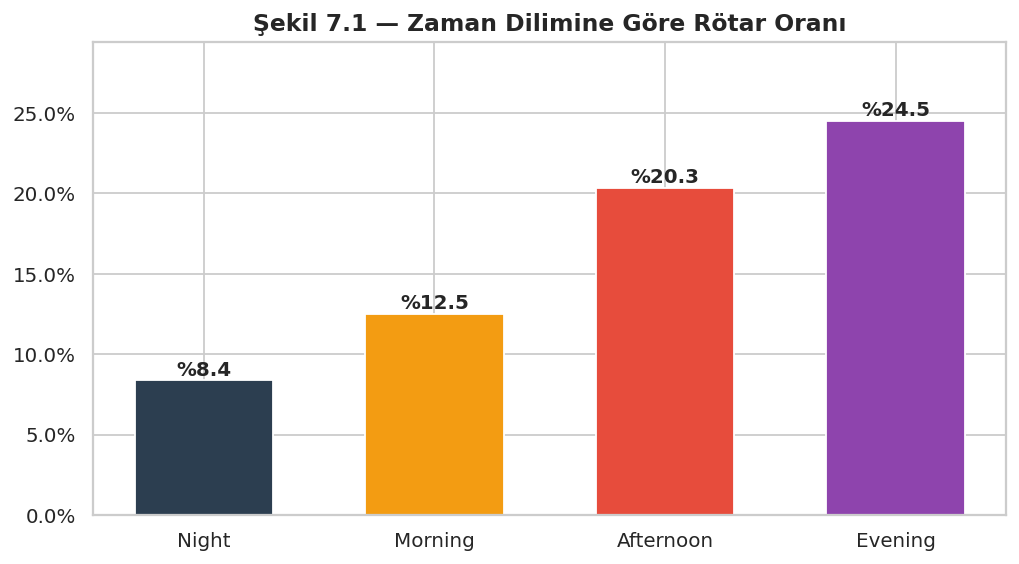 Şekil 7.1 — Zaman Dilimine Göre Rötar Oranı
25.0%
20.0%
15.0%
10.0%
5.0%
0.0%
%8.4
%12.5
%20.3
%24.5
Night
Morning
Afternoon
Evening